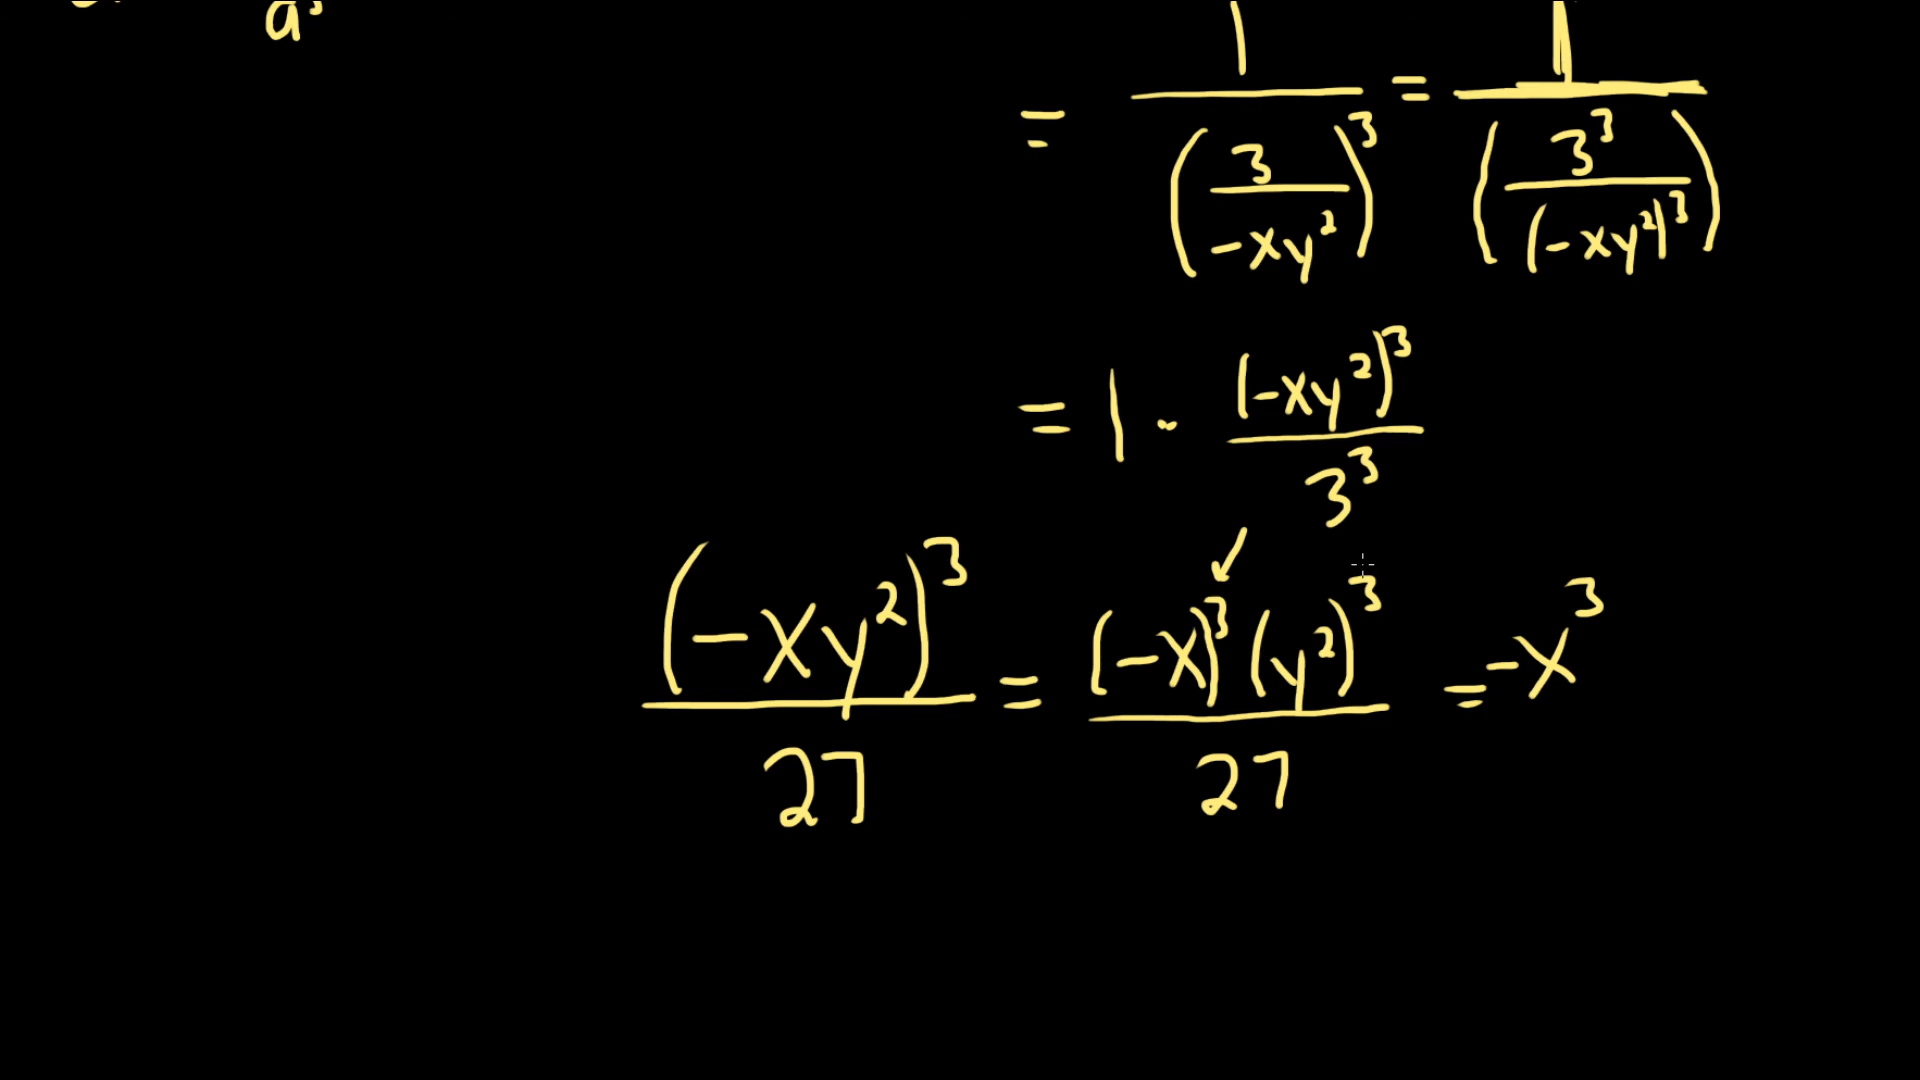 a³
= 1/(3/(-xy²))³ = 1/(3³/(-xy²)³)
= 1 · (-xy²)³/3³
(-xy²)³/27 = (-x)³(y²)³/27 = -x³